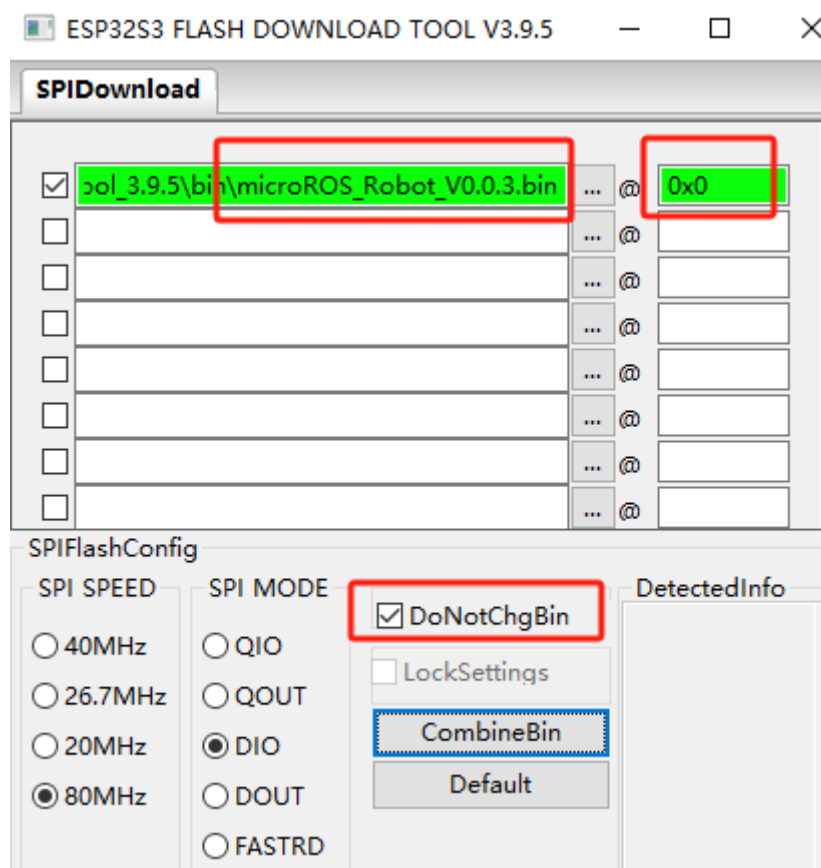 ESP32S3 FLASH DOWNLOAD TOOL V3.9.5
SPIDownload
ool_3.9.5\bin\microROS_Robot_V0.0.3.bin ... @ 0x0
... @
... @
... @
... @
... @
... @
... @
SPIFlashConfig
SPI SPEED
40MHz
26.7MHz
20MHz
80MHz
SPI MODE
QIO
QOUT
DIO
DOUT
FASTRD
DoNotChgBin
LockSettings
CombineBin
Default
DetectedInfo